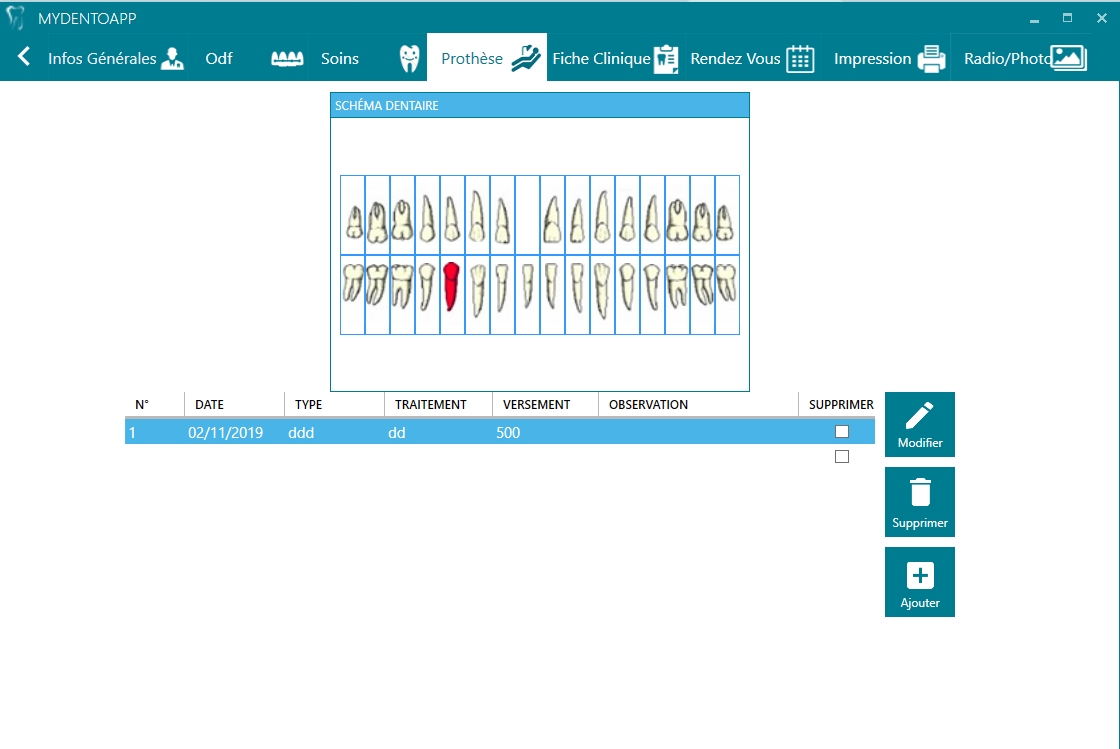 MYDENTOAPP
Infos Générales Odf Soins Prothèse Fiche Clinique Rendez Vous Impression Radio/Photo
SCHÉMA DENTAIRE
N° DATE TYPE TRAITEMENT VERSEMENT OBSERVATION SUPPRIMER
1 02/11/2019 ddd dd 500
Modifier
Supprimer
Ajouter